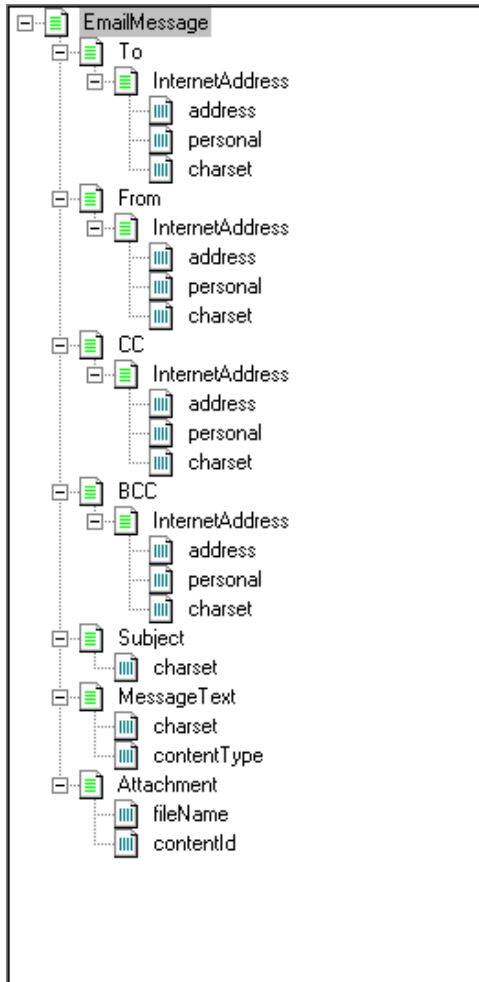 EmailMessage
To
InternetAddress
address
personal
charset
From
InternetAddress
address
personal
charset
CC
InternetAddress
address
personal
charset
BCC
InternetAddress
address
personal
charset
Subject
charset
MessageText
charset
contentType
Attachment
fileName
contentId